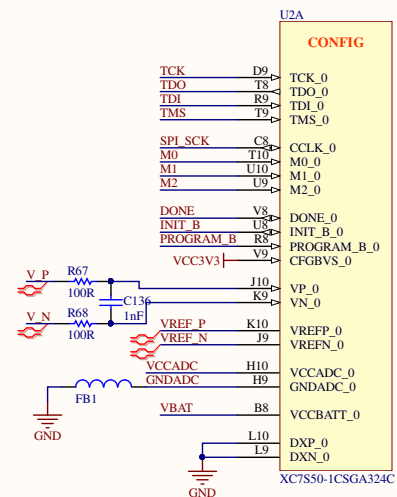 U2A
CONFIG
TCK D9 TCK_0
TDO T8 TDO_0
TDI R9 TDI_0
TMS T9 TMS_0
SPI_SCK C8 CCLK_0
M0 T10 M0_0
M1 U10 M1_0
M2 U9 M2_0
DONE V8 DONE_0
INIT_B U8 INIT_B_0
PROGRAM_B R8 PROGRAM_B_0
VCC3V3 V9 CFGBVS_0
V_P R67 J10 VP_0
100R C136 K9 VN_0
V_N R68 1nF
100R
VREF_P K10 VREFP_0
VREF_N J9 VREFN_0
VCCADC H10 VCCADC_0
GNDADC H9 GNDADC_0
FB1
VBAT B8 VCCBATT_0
GND
L10 DXP_0
L9 DXN_0
XC7S50-1CSGA324C
GND